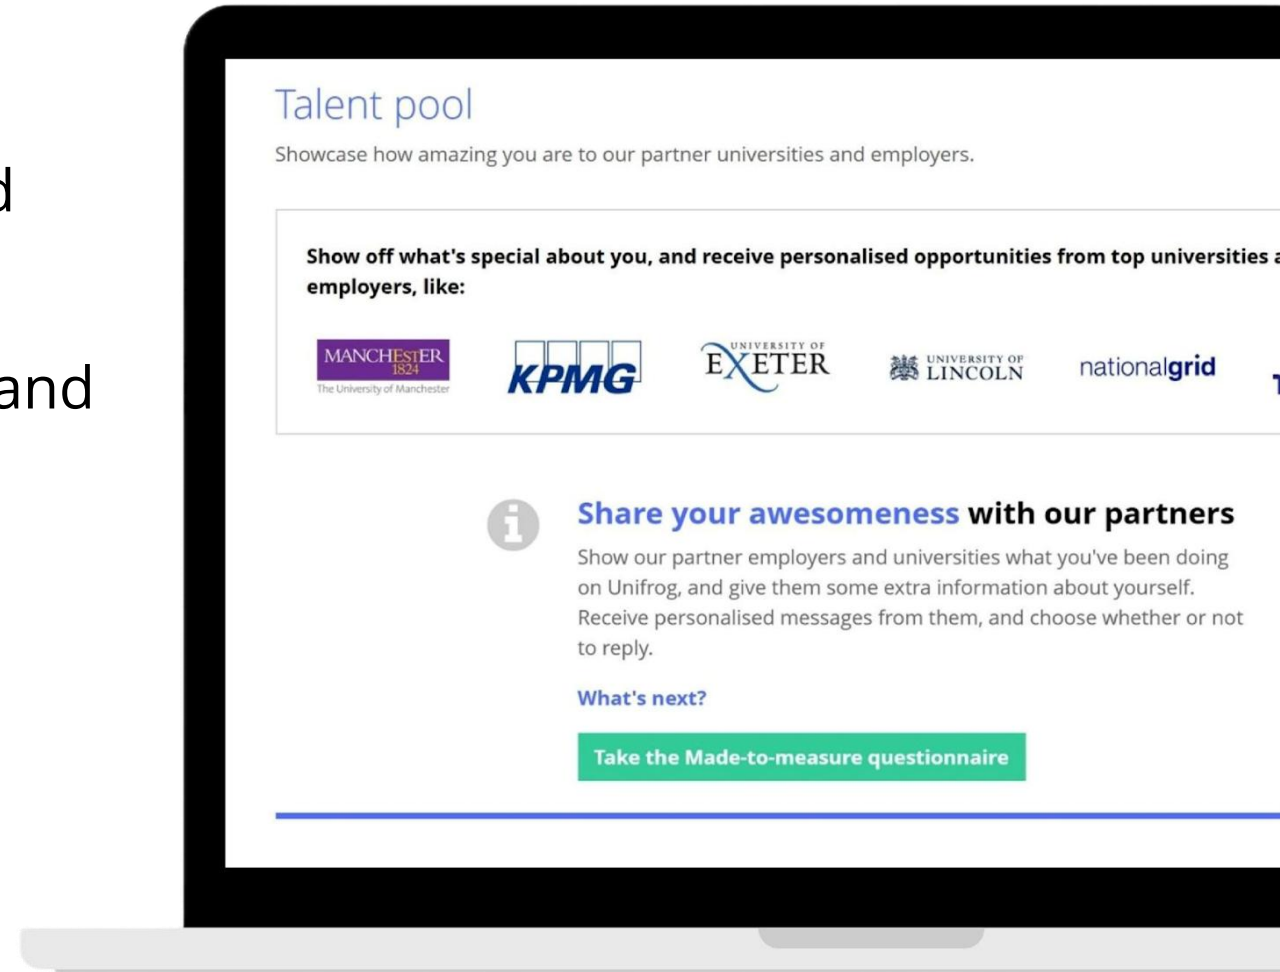 d
and
Talent pool
Showcase how amazing you are to our partner universities and employers.
Show off what's special about you, and receive personalised opportunities from top universities a
employers, like:
MANCHESTER
1824
The University of Manchester
KPMG
UNIVERSITY OF
EXETER
UNIVERSITY OF
LINCOLN
nationalgrid
T
Share your awesomeness with our partners
Show our partner employers and universities what you've been doing
on Unifrog, and give them some extra information about yourself.
Receive personalised messages from them, and choose whether or not
to reply.
What's next?
Take the Made-to-measure questionnaire